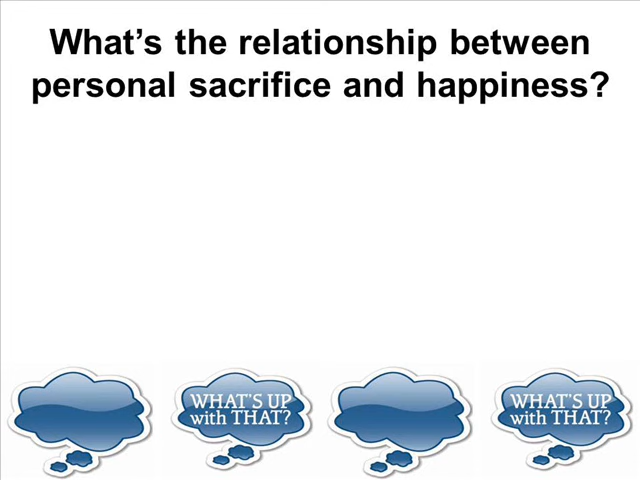 What’s the relationship between
personal sacrifice and happiness?
WHAT'S UP
with THAT?
WHAT'S UP
with THAT?